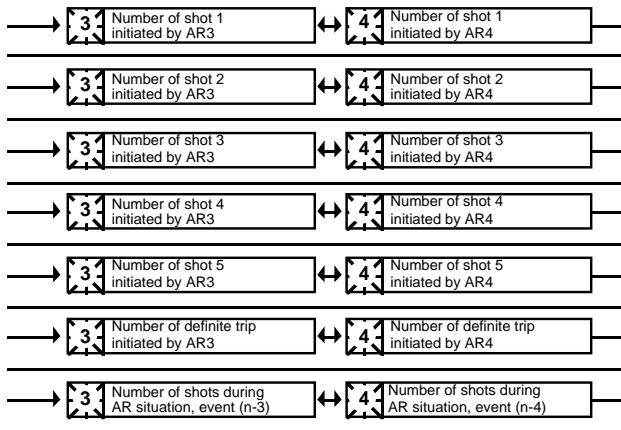 3 Number of shot 1 initiated by AR3
4 Number of shot 1 initiated by AR4
3 Number of shot 2 initiated by AR3
4 Number of shot 2 initiated by AR4
3 Number of shot 3 initiated by AR3
4 Number of shot 3 initiated by AR4
3 Number of shot 4 initiated by AR3
4 Number of shot 4 initiated by AR4
3 Number of shot 5 initiated by AR3
4 Number of shot 5 initiated by AR4
3 Number of definite trip initiated by AR3
4 Number of definite trip initiated by AR4
3 Number of shots during AR situation, event (n-3)
4 Number of shots during AR situation, event (n-4)